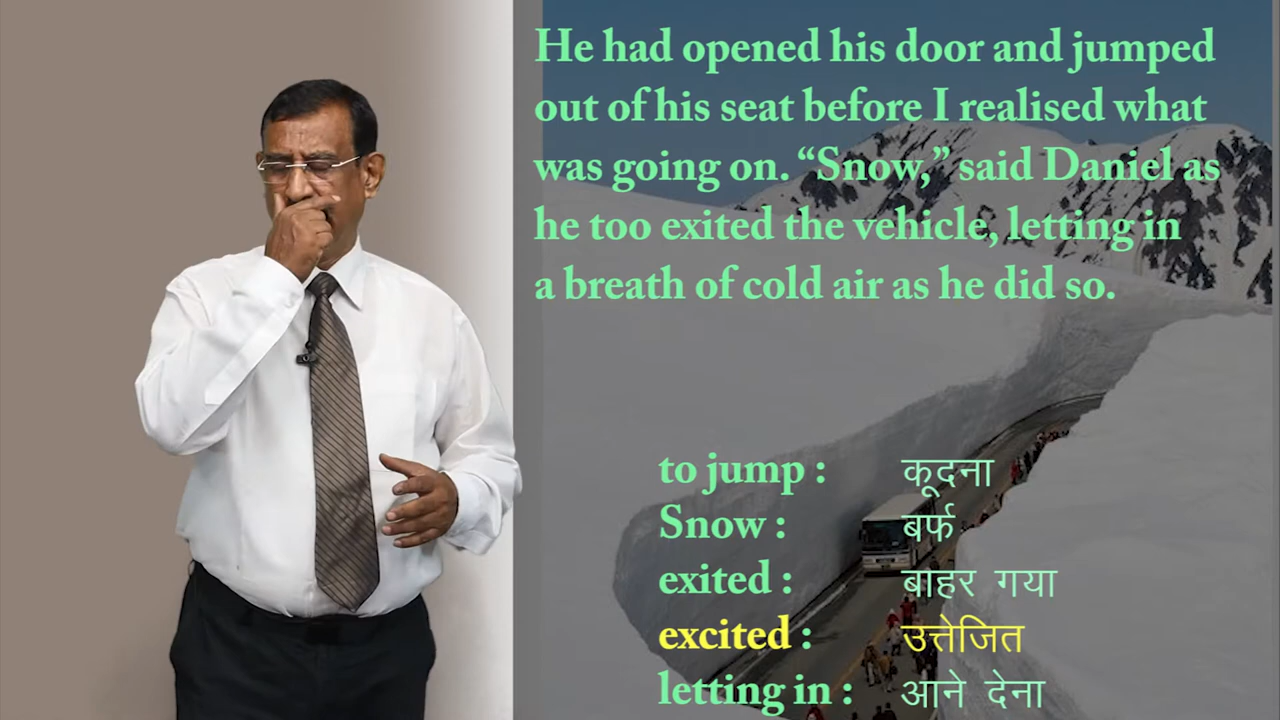 He had opened his door and jumped
out of his seat before I realised what
was going on. “Snow,” said Daniel as
he too exited the vehicle, letting in
a breath of cold air as he did so.
to jump : कूदना
Snow : बर्फ
exited : बाहर गया
excited : उत्तेजित
letting in : आने देना